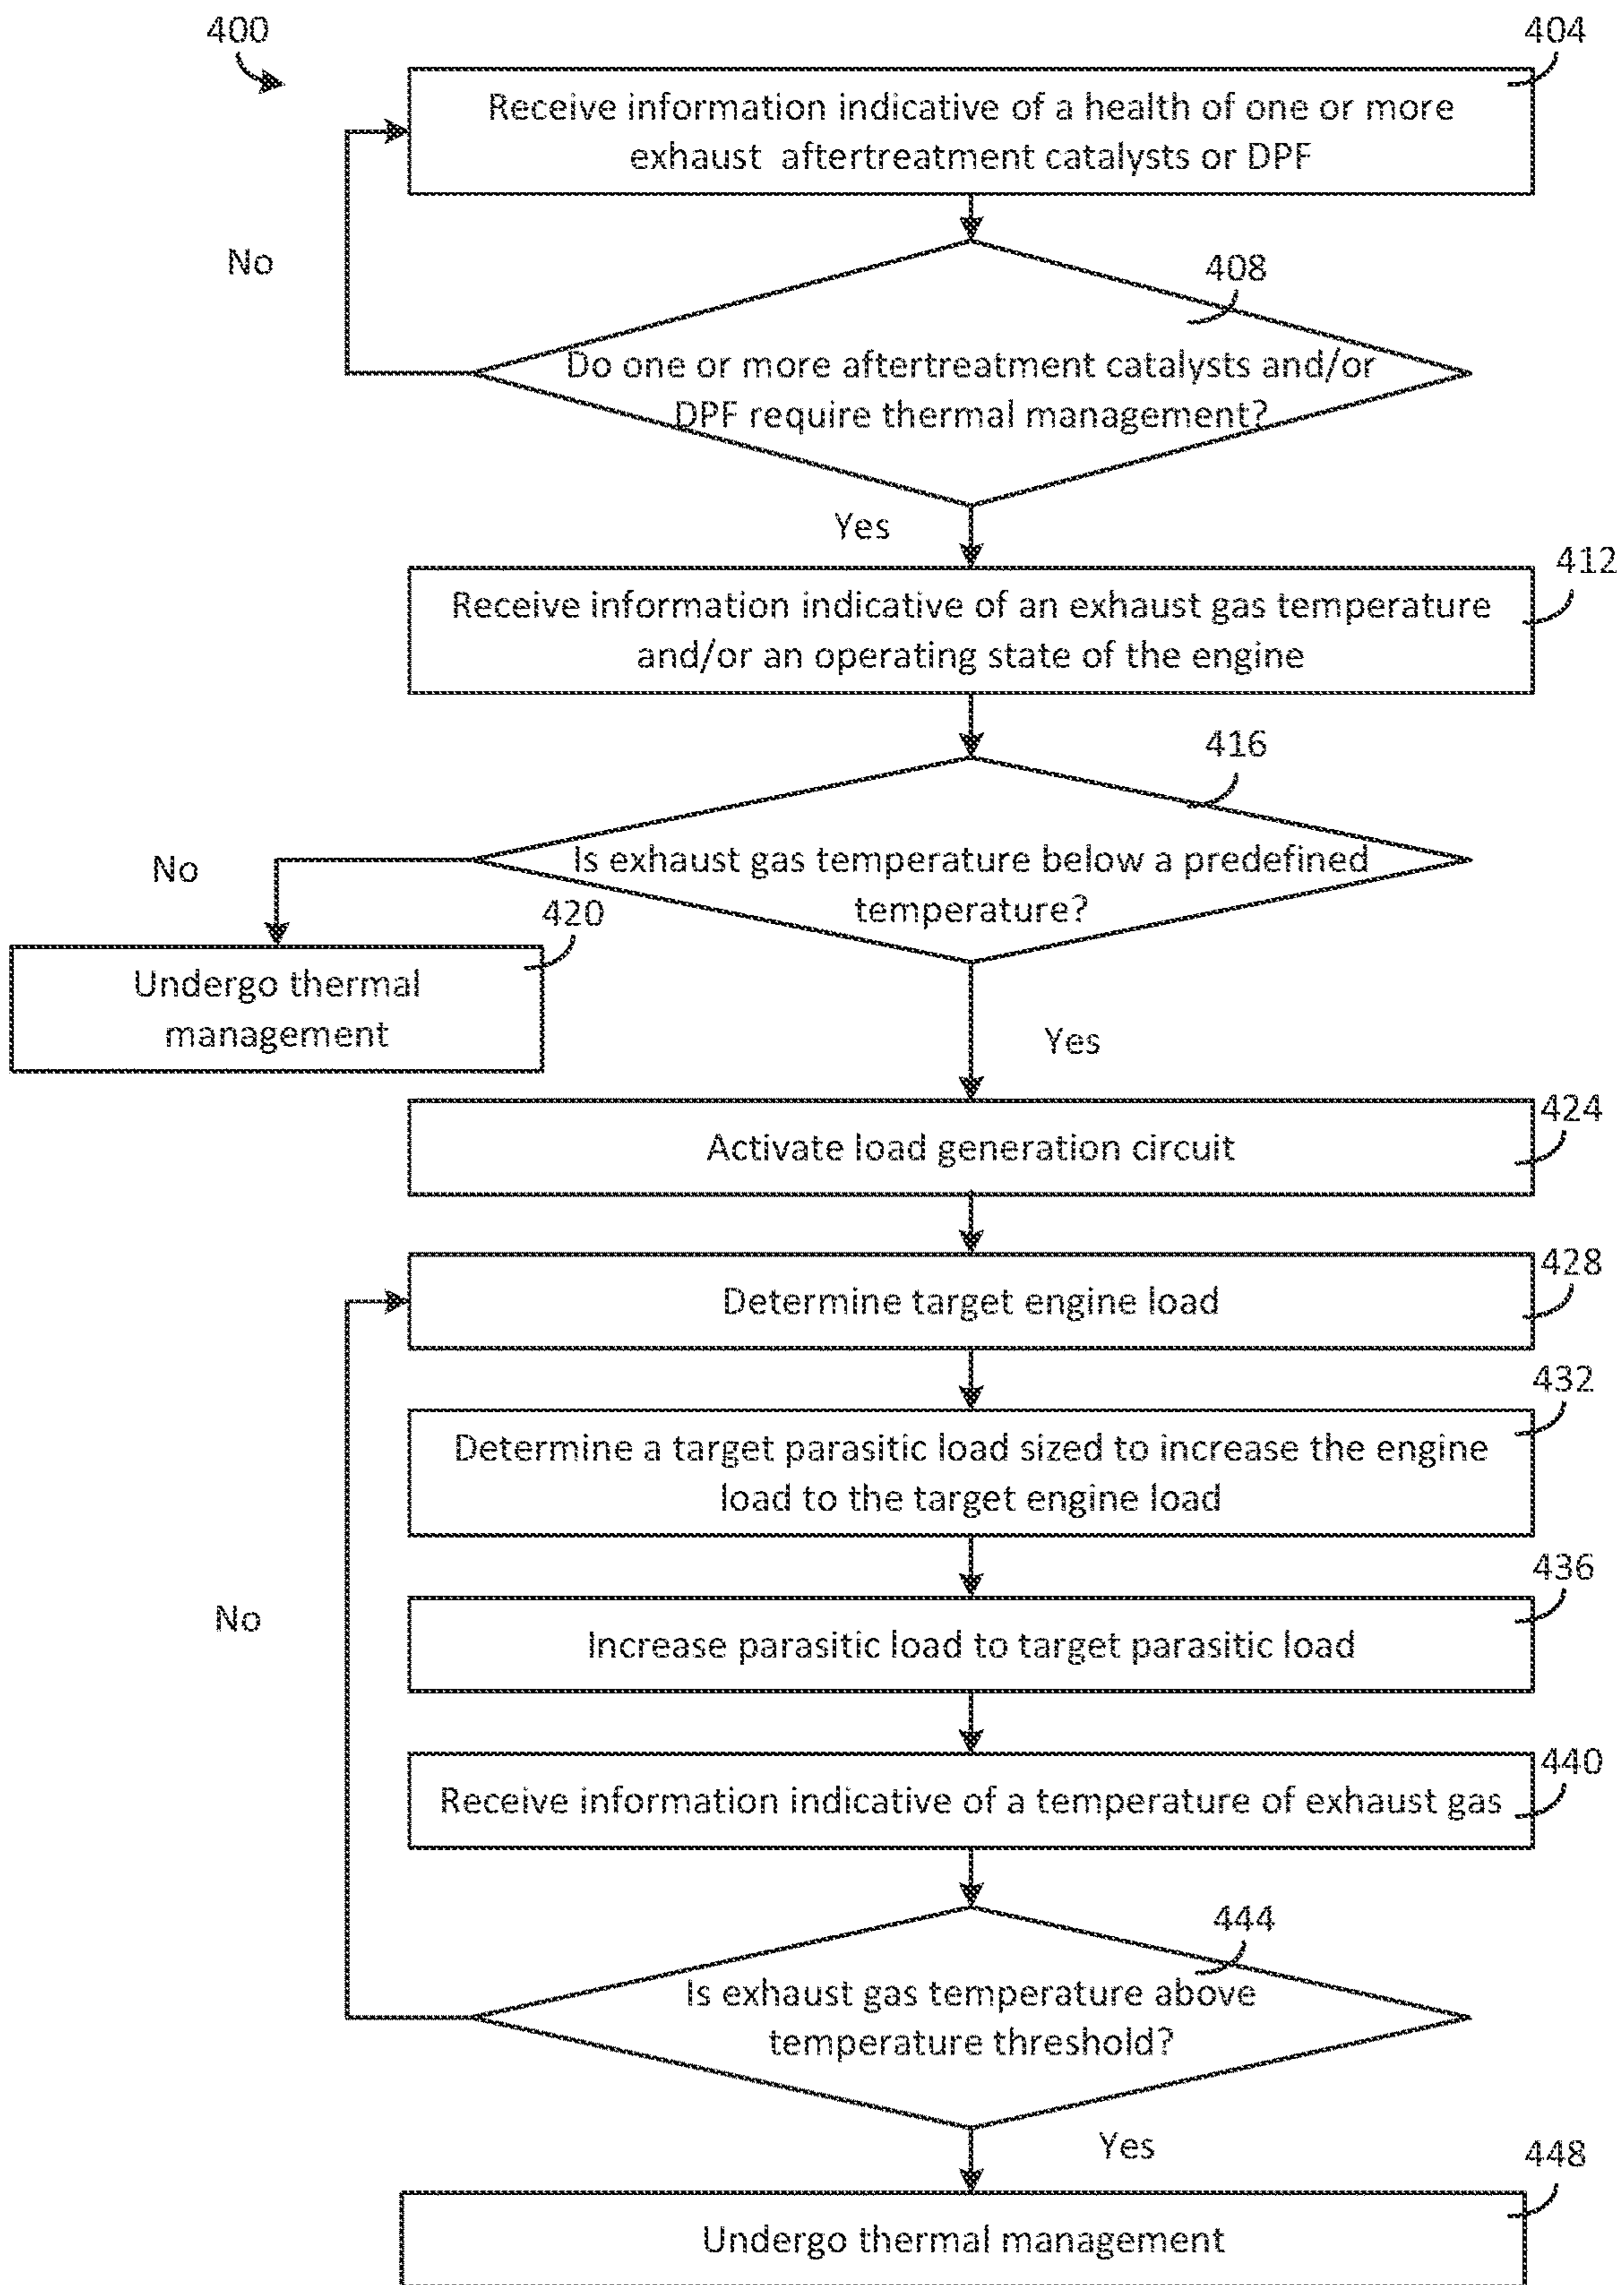 400
404
Receive information indicative of a health of one or more
exhaust aftertreatment catalysts or DPF
No
408
Do one or more aftertreatment catalysts and/or
DPF require thermal management?
Yes
412
Receive information indicative of an exhaust gas temperature
and/or an operating state of the engine
416
No
Is exhaust gas temperature below a predefined
temperature?
420
Undergo thermal
management
Yes
424
Activate load generation circuit
428
Determine target engine load
432
Determine a target parasitic load sized to increase the engine
load to the target engine load
436
No
Increase parasitic load to target parasitic load
440
Receive information indicative of a temperature of exhaust gas
444
Is exhaust gas temperature above
temperature threshold?
Yes
448
Undergo thermal management